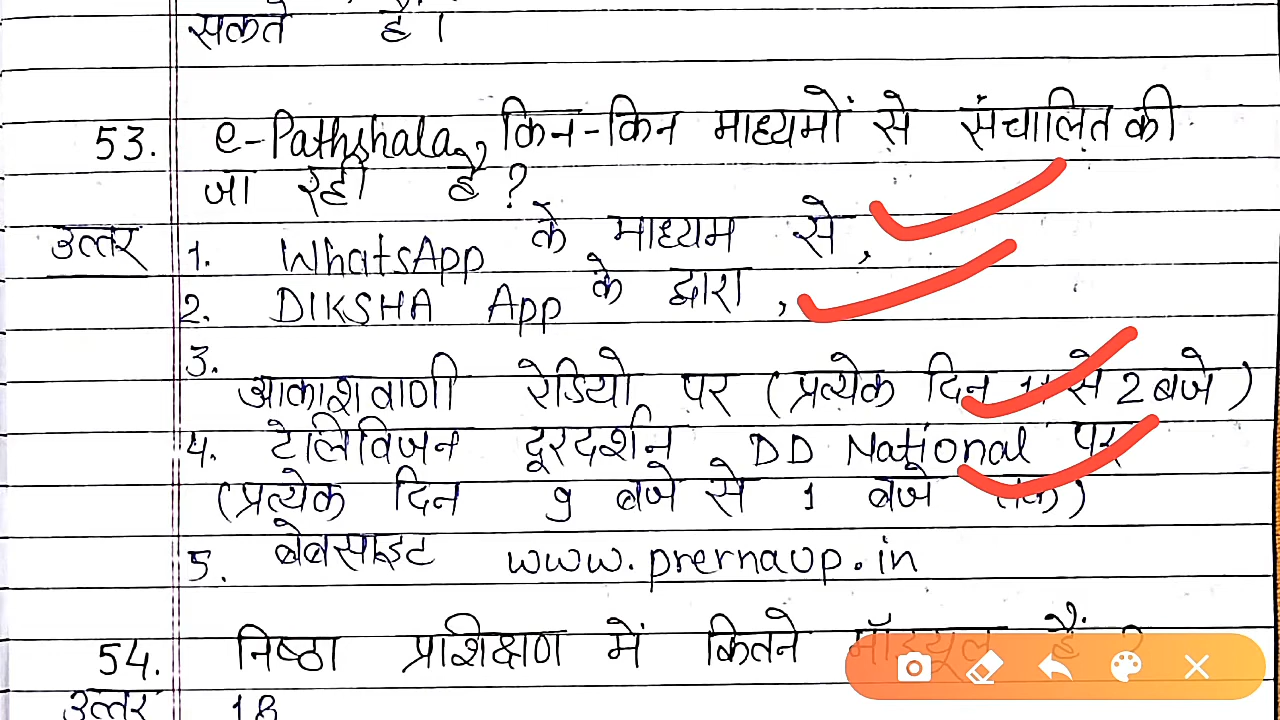 सकते हैं।
53. e-Pathshala, किन-किन माध्यमों से संचालित की
जा रही है ?
उत्तर 1. WhatsApp के माध्यम से,
2. DIKSHA App के द्वारा,
3.
आकाशवाणी रेडियो पर (प्रत्येक दिन 11 से 2 बजे)
4. टेलिविजन दूरदर्शन DD National पर
(प्रत्येक दिन 9 बजे से 1 बजे तक)
5. बेबसाइट www.prernaup.in
54. निष्ठा प्रशिक्षण में कितने मॉड्यूल हैं ?
उत्तर 18